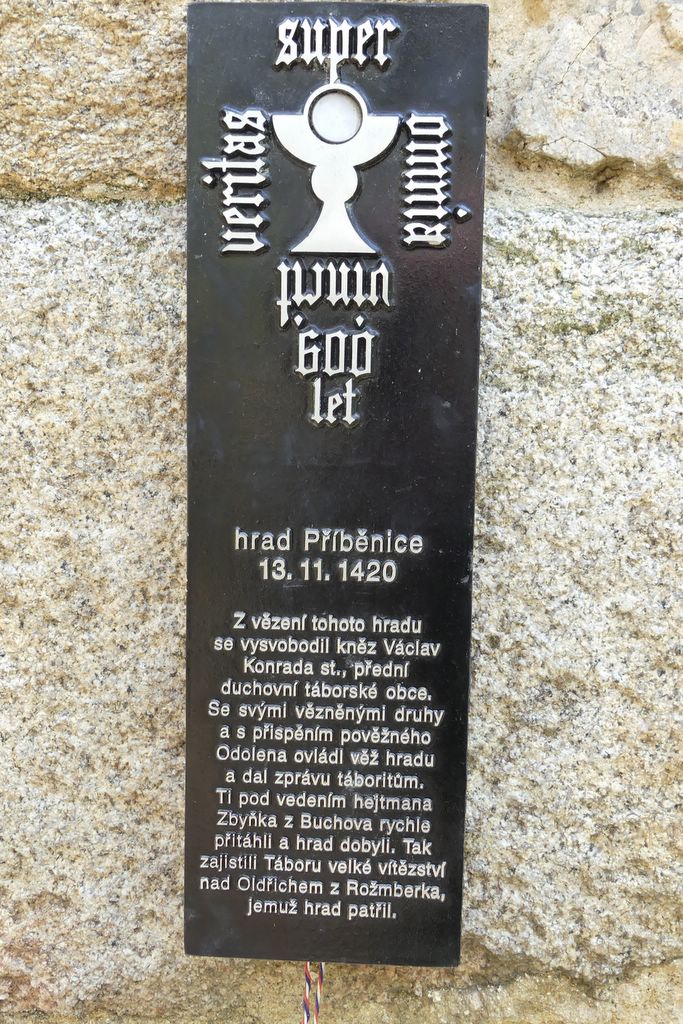 super
veritas
omnia
vincit
600
let
hrad Příběnice
13. 11. 1420
Z vězení tohoto hradu
se vysvobodil kněz Václav
Konrada st., přední
duchovní táborské obce.
Se svými vězněnými druhy
a s přispěním pověžného
Odolena ovládl věž hradu
a dal zprávu táboritům.
Ti pod vedením hejtmana
Zbyňka z Buchova rychle
přitáhli a hrad dobyli. Tak
zajistili Táboru velké vítězství
nad Oldřichem z Rožmberka,
jemuž hrad patřil.